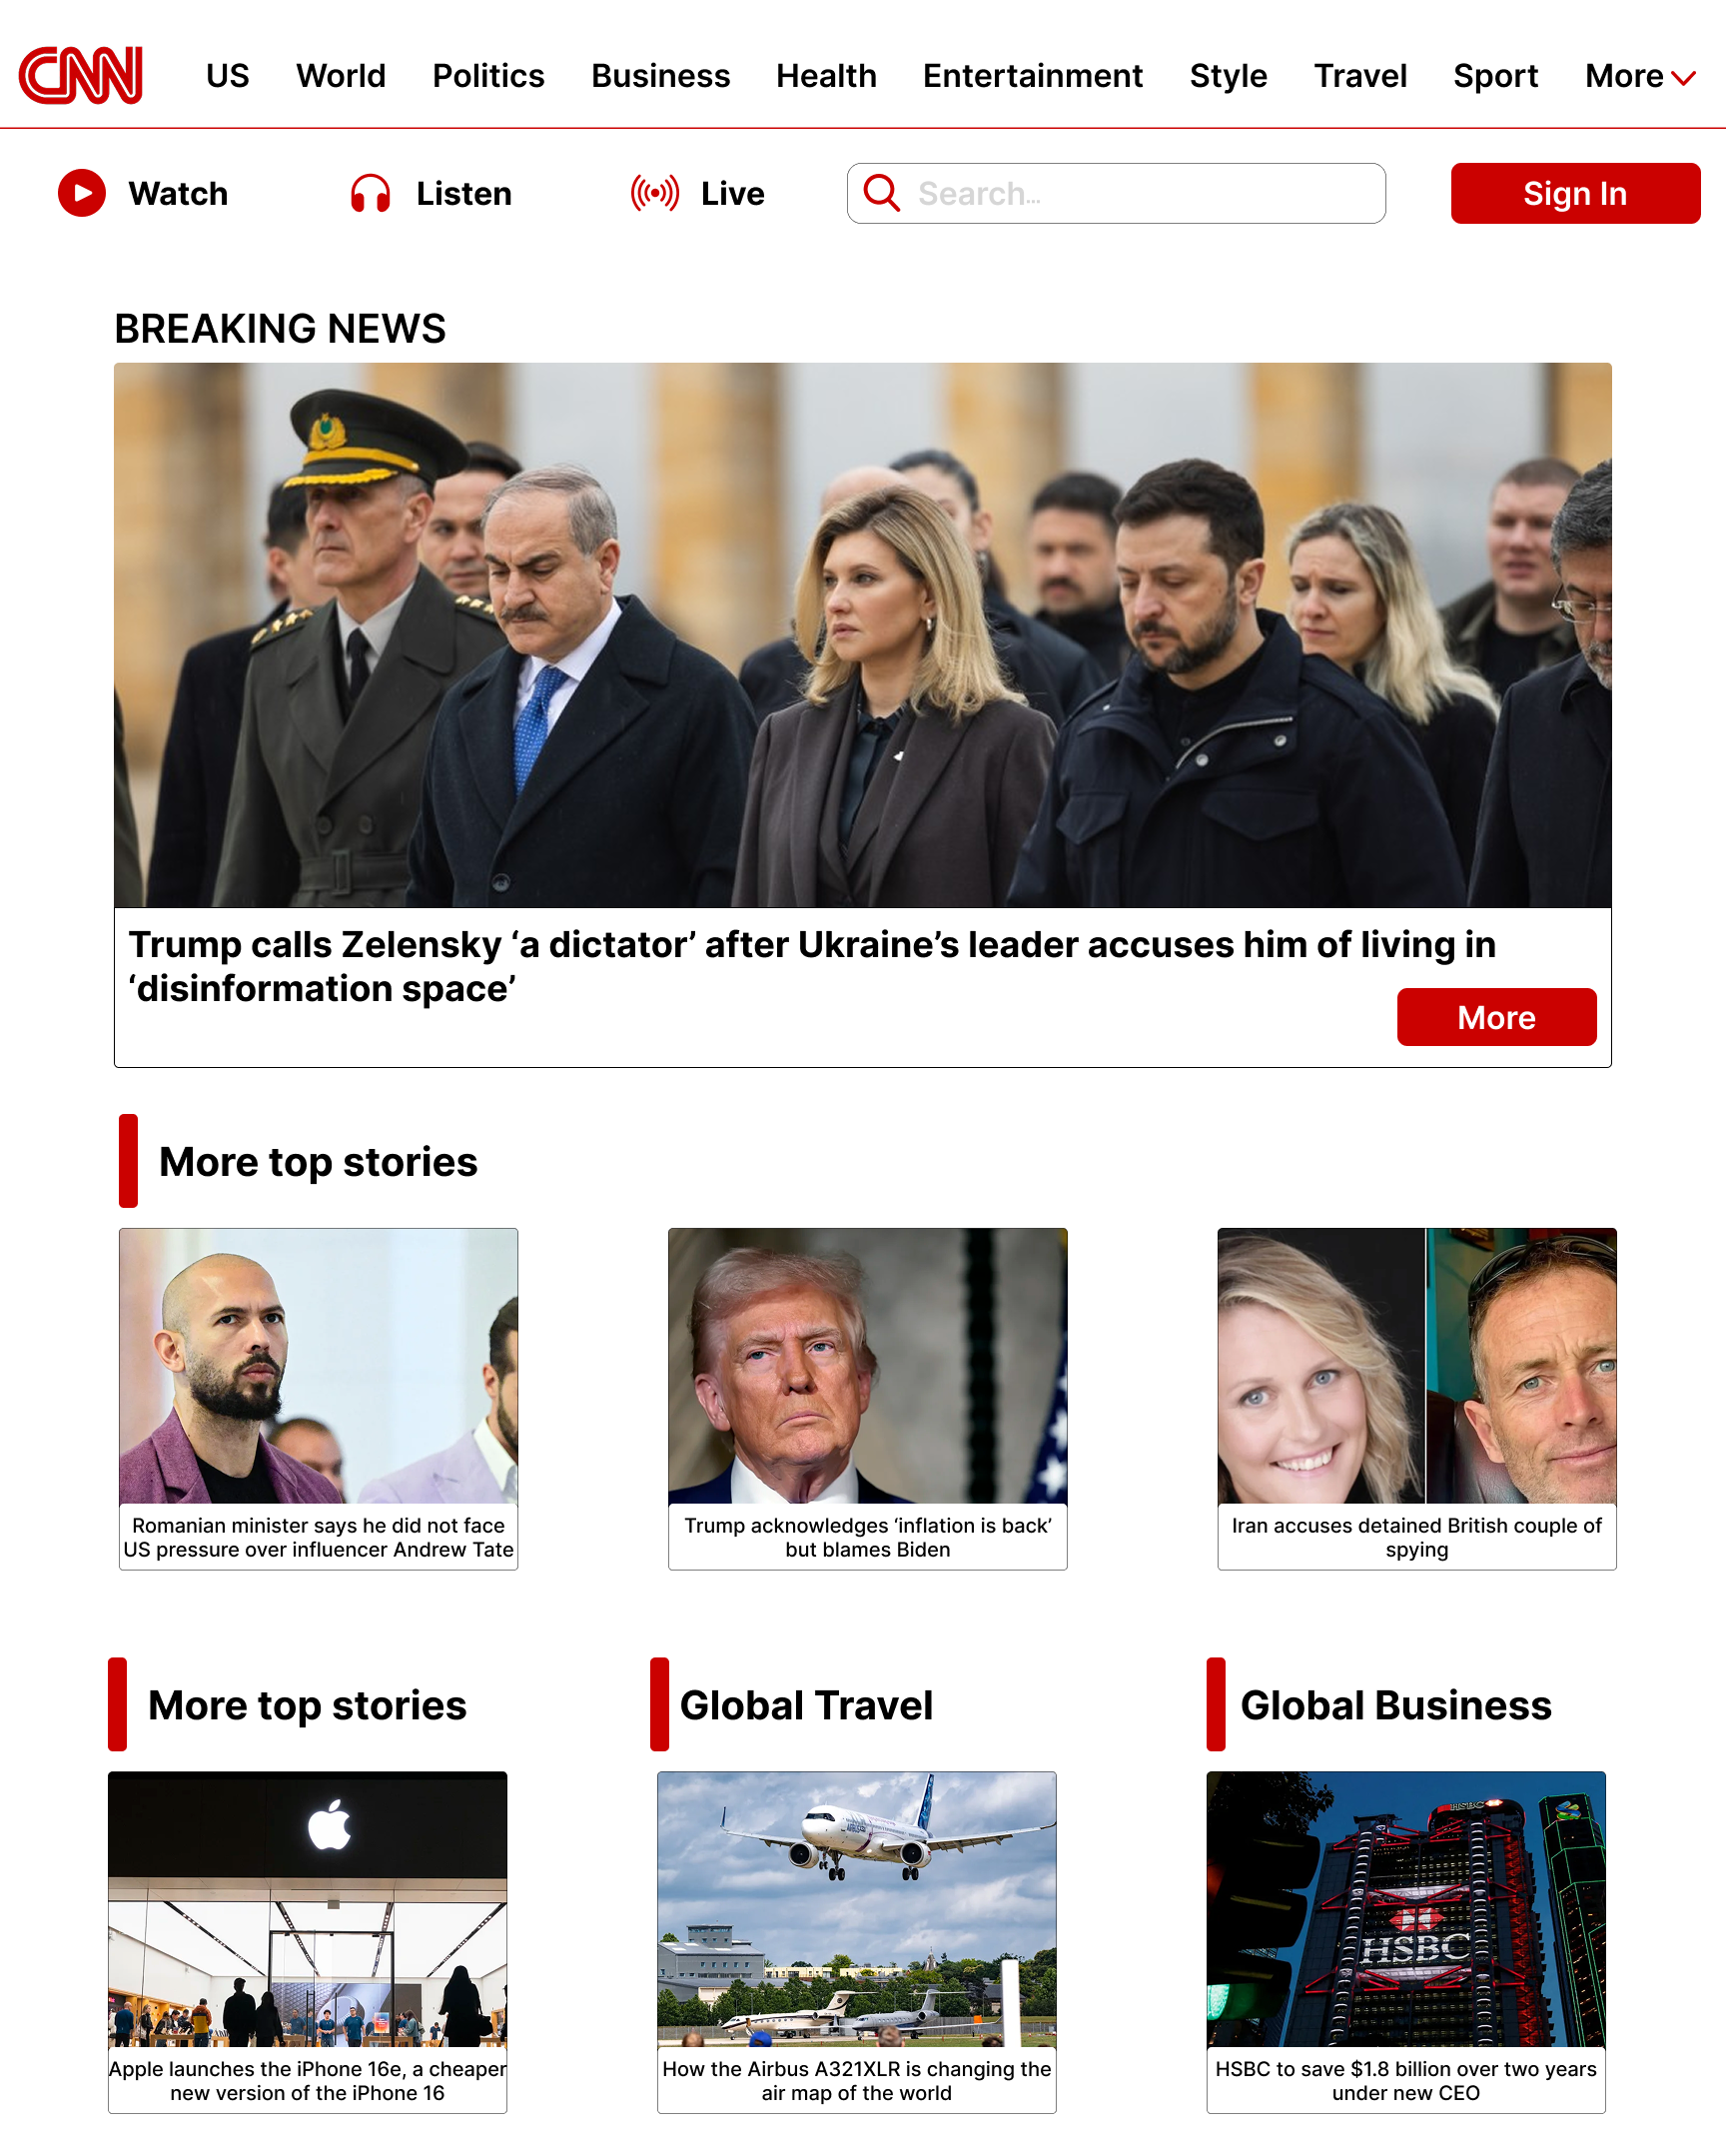 CNN
US World Politics Business Health Entertainment Style Travel Sport More
Watch Listen Live Search... Sign In
BREAKING NEWS
Trump calls Zelensky ‘a dictator’ after Ukraine’s leader accuses him of living in
‘disinformation space’
More
More top stories
Romanian minister says he did not face
US pressure over influencer Andrew Tate
Trump acknowledges ‘inflation is back’
but blames Biden
Iran accuses detained British couple of
spying
More top stories
Global Travel
Global Business
HSBC
HSBC
Apple launches the iPhone 16e, a cheaper
new version of the iPhone 16
How the Airbus A321XLR is changing the
air map of the world
HSBC to save $1.8 billion over two years
under new CEO